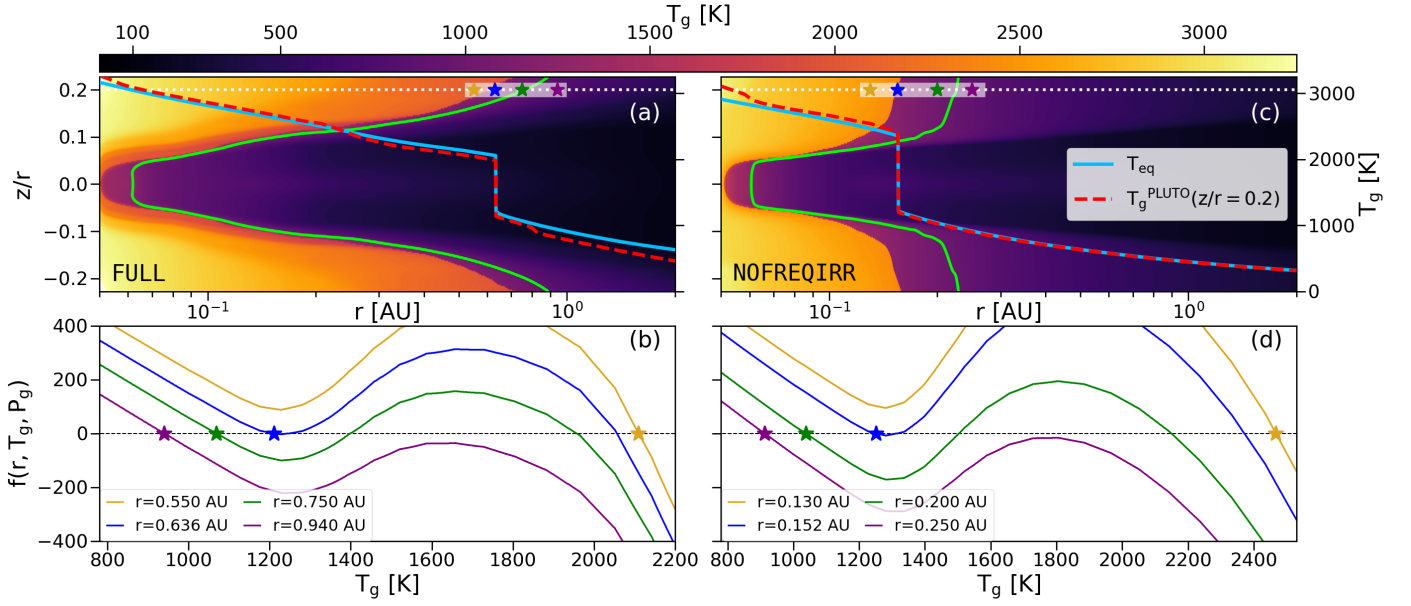 T_g [K]
100 500 1000 1500 2000 2500 3000
0.2
0.1
0.0
−0.1
−0.2
z/r
(a)
FULL
(c)
NOFREQIRR
T_eq
T_g^PLUTO(z/r = 0.2)
3000
2000
1000
0
T_g [K]
10^−1 r [AU] 10^0
10^−1 r [AU] 10^0
400
200
0
−200
−400
f(r, T_g, P_g)
(b)
r=0.550 AU r=0.750 AU
r=0.636 AU r=0.940 AU
(d)
r=0.130 AU r=0.200 AU
r=0.152 AU r=0.250 AU
800 1000 1200 1400 1600 1800 2000 2200
T_g [K]
800 1000 1200 1400 1600 1800 2000 2200 2400
T_g [K]